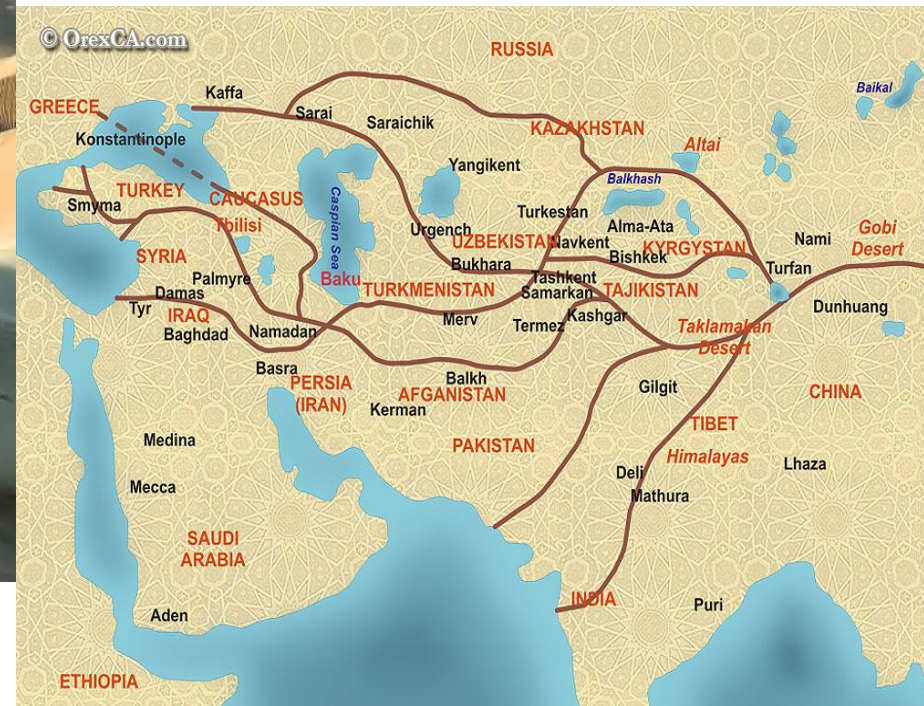 © OrexCA.com
RUSSIA
Baikal
Kaffa
GREECE
Sarai
Saraichik
KAZAKHSTAN
Konstantinople
Altai
Yangikent
Balkhash
TURKEY
CAUCASUS
Smyma
Turkestan
Tbilisi
Caspian Sea
Urgench
Alma-Ata
UZBEKISTAN
Navkent
KYRGYSTAN
Nami
Gobi
Desert
SYRIA
Bishkek
Bukhara
Turfan
Palmyre
Baku
Tashkent
TURKMENISTAN
Samarkan
TAJIKISTAN
Damas
Tyr
IRAQ
Kashgar
Dunhuang
Merv
Termez
Baghdad
Namadan
Taklamakan
Desert
Basra
PERSIA
(IRAN)
Balkh
AFGANISTAN
Gilgit
CHINA
Kerman
TIBET
Medina
PAKISTAN
Himalayas
Lhaza
Deli
Mecca
Mathura
SAUDI
ARABIA
INDIA
Puri
Aden
ETHIOPIA